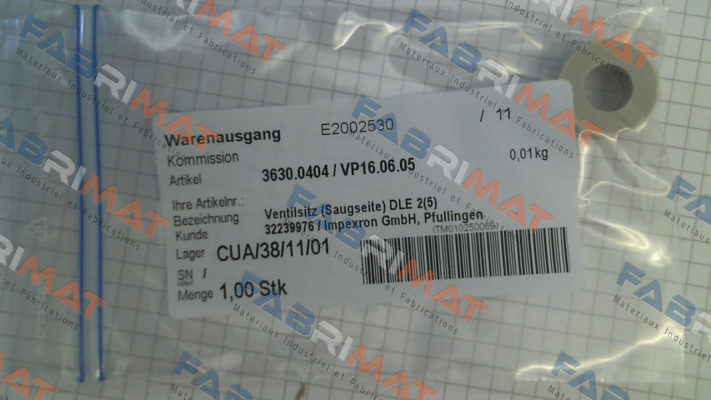 Warenausgang E2002530 / 11
Kommission
Artikel 3630.0404 / VP16.06.05 0,01kg
Ihre Artikelnr.:
Bezeichnung Ventilsitz (Saugseite) DLE 2(5)
Kunde 32239976 / Impexron GmbH, Pfullingen
Lager CUA/38/11/01
SN /
Menge 1,00 Stk
FABRIMAT
Materiaux Industriel et Fabrications